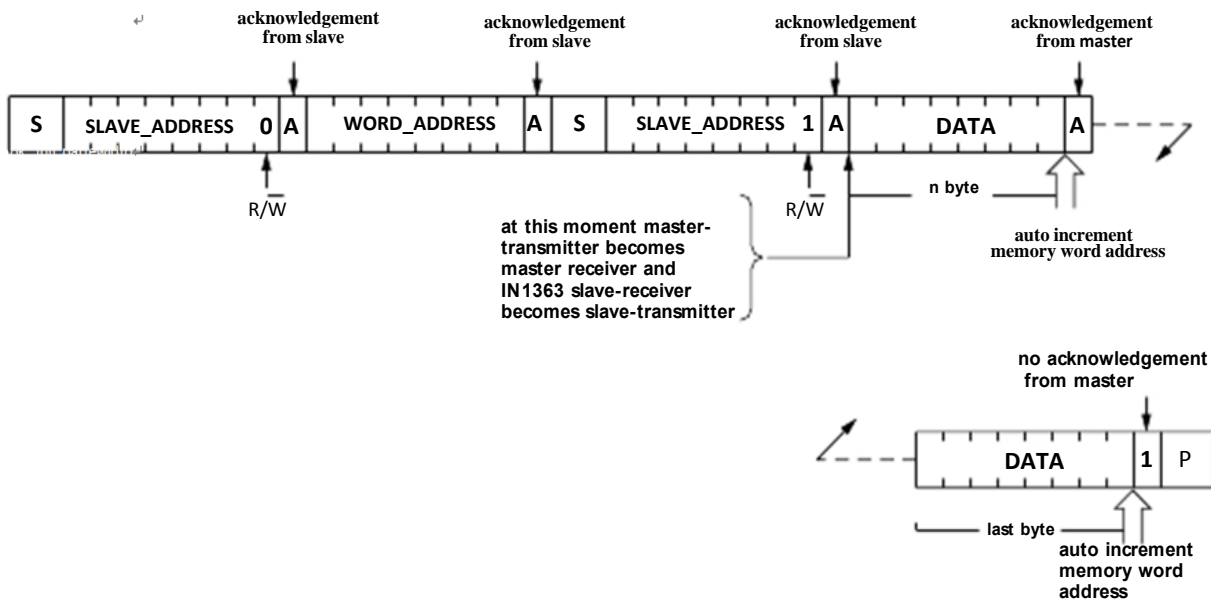 acknowledgement
from slave
acknowledgement
from slave
acknowledgement
from slave
acknowledgement
from master
S SLAVE_ADDRESS 0 A WORD_ADDRESS A S SLAVE_ADDRESS 1 A DATA A
R/W̅
R/W̅
n byte
auto increment
memory word address
at this moment master-
transmitter becomes
master receiver and
IN1363 slave-receiver
becomes slave-transmitter
no acknowledgement
from master
DATA 1 P
last byte
auto increment
memory word
address